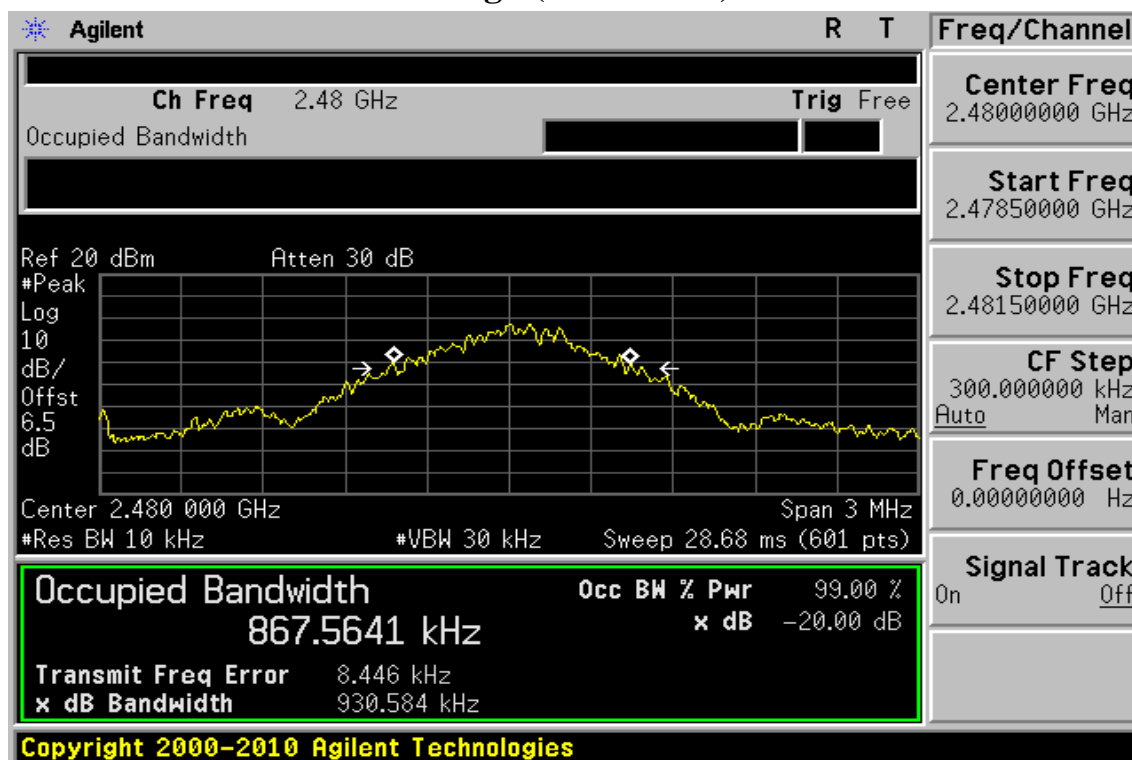 Agilent R T Freq/Channel
Ch Freq 2.48 GHz Trig Free
Occupied Bandwidth
Center Freq
2.48000000 GHz
Start Freq
2.47850000 GHz
Stop Freq
2.48150000 GHz
CF Step
300.000000 kHz
Auto Man
Freq Offset
0.00000000 Hz
Signal Track
On Off
Ref 20 dBm Atten 30 dB
#Peak
Log
10
dB/
Offst
6.5
dB
Center 2.480 000 GHz Span 3 MHz
#Res BW 10 kHz #VBW 30 kHz Sweep 28.68 ms (601 pts)
Occupied Bandwidth Occ BW % Pwr 99.00 %
867.5641 kHz x dB -20.00 dB
Transmit Freq Error 8.446 kHz
x dB Bandwidth 930.584 kHz
Copyright 2000-2010 Agilent Technologies